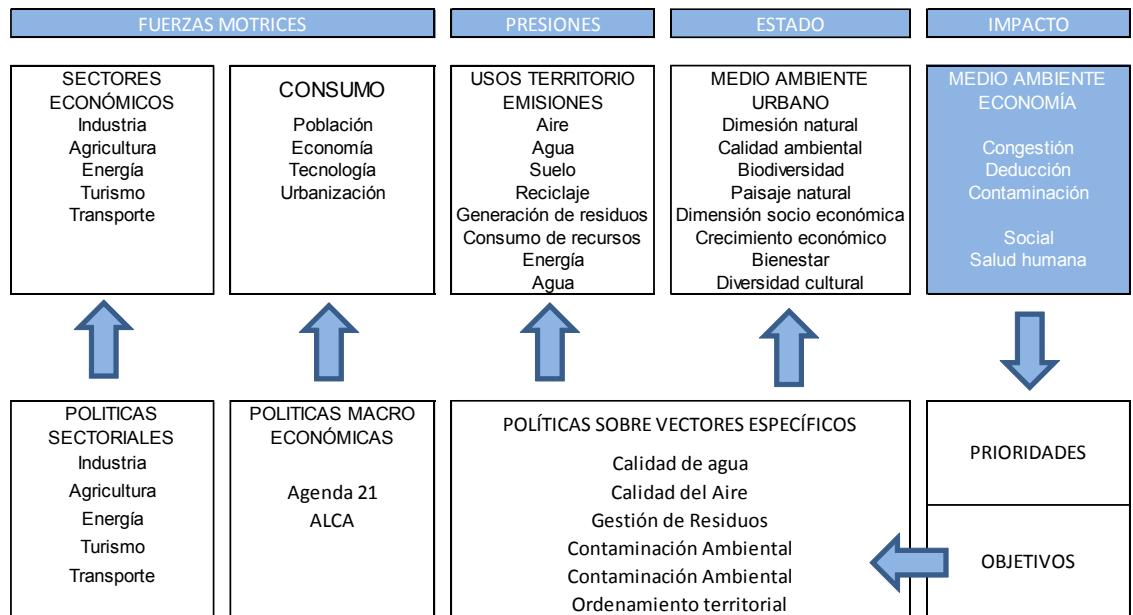 FUERZAS MOTRICES
PRESIONES
ESTADO
IMPACTO
SECTORES
ECONÓMICOS
Industria
Agricultura
Energía
Turismo
Transporte
CONSUMO
Población
Economía
Tecnología
Urbanización
USOS TERRITORIO
EMISIONES
Aire
Agua
Suelo
Reciclaje
Generación de residuos
Consumo de recursos
Energía
Agua
MEDIO AMBIENTE
URBANO
Dimesión natural
Calidad ambiental
Biodiversidad
Paisaje natural
Dimensión socio económica
Crecimiento económico
Bienestar
Diversidad cultural
MEDIO AMBIENTE
ECONOMÍA
Congestión
Deducción
Contaminación
Social
Salud humana
POLITICAS
SECTORIALES
Industria
Agricultura
Energía
Turismo
Transporte
POLITICAS MACRO
ECONÓMICAS
Agenda 21
ALCA
POLÍTICAS SOBRE VECTORES ESPECÍFICOS
Calidad de agua
Calidad del Aire
Gestión de Residuos
Contaminación Ambiental
Contaminación Ambiental
Ordenamiento territorial
PRIORIDADES
OBJETIVOS